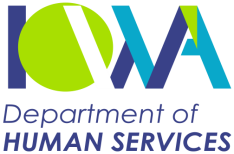 IOWA
Department of
HUMAN SERVICES